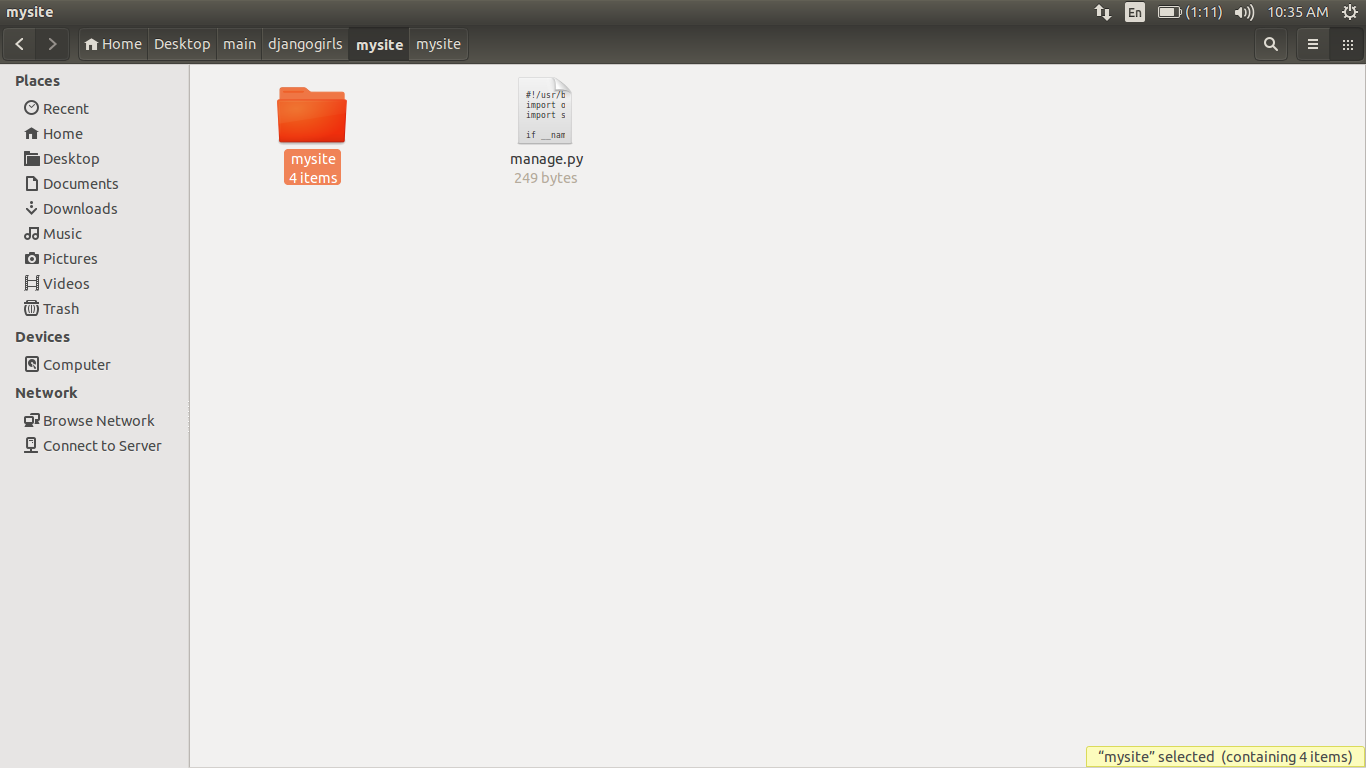 mysite
En
(1:11)
10:35 AM
Home
Desktop
main
djangogirls
mysite
mysite
Places
Recent
Home
Desktop
Documents
Downloads
Music
Pictures
Videos
Trash
Devices
Computer
Network
Browse Network
Connect to Server
mysite
4 items
#!/usr/b
import o
import s
if __nam
manage.py
249 bytes
“mysite” selected (containing 4 items)